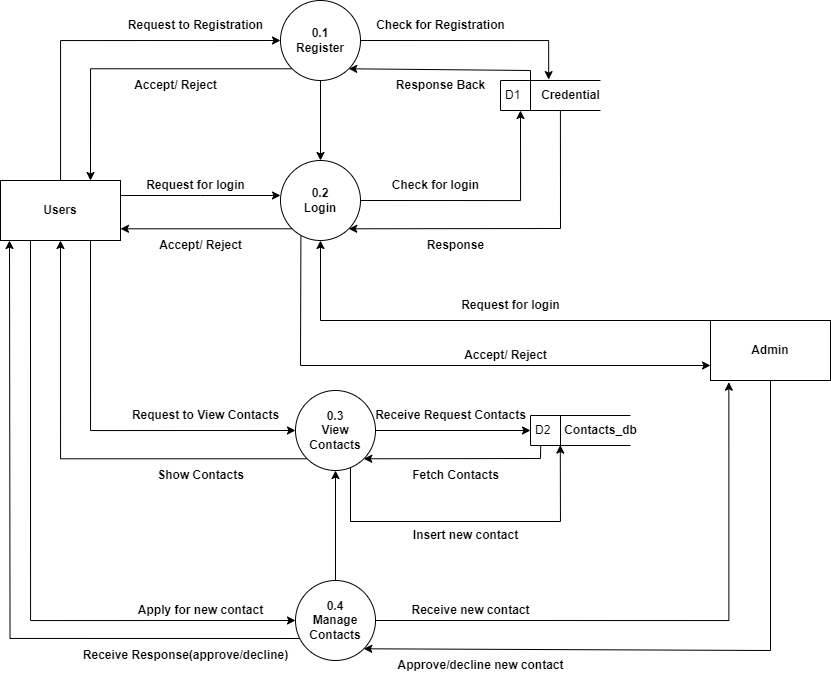 Request to Registration
0.1
Register
Check for Registration
Accept/ Reject
Response Back
D1
Credential
Request for login
0.2
Login
Check for login
Users
Accept/ Reject
Response
Request for login
Admin
Accept/ Reject
Request to View Contacts
0.3
View
Contacts
Receive Request Contacts
D2
Contacts_db
Show Contacts
Fetch Contacts
Insert new contact
Apply for new contact
0.4
Manage
Contacts
Receive new contact
Receive Response(approve/decline)
Approve/decline new contact